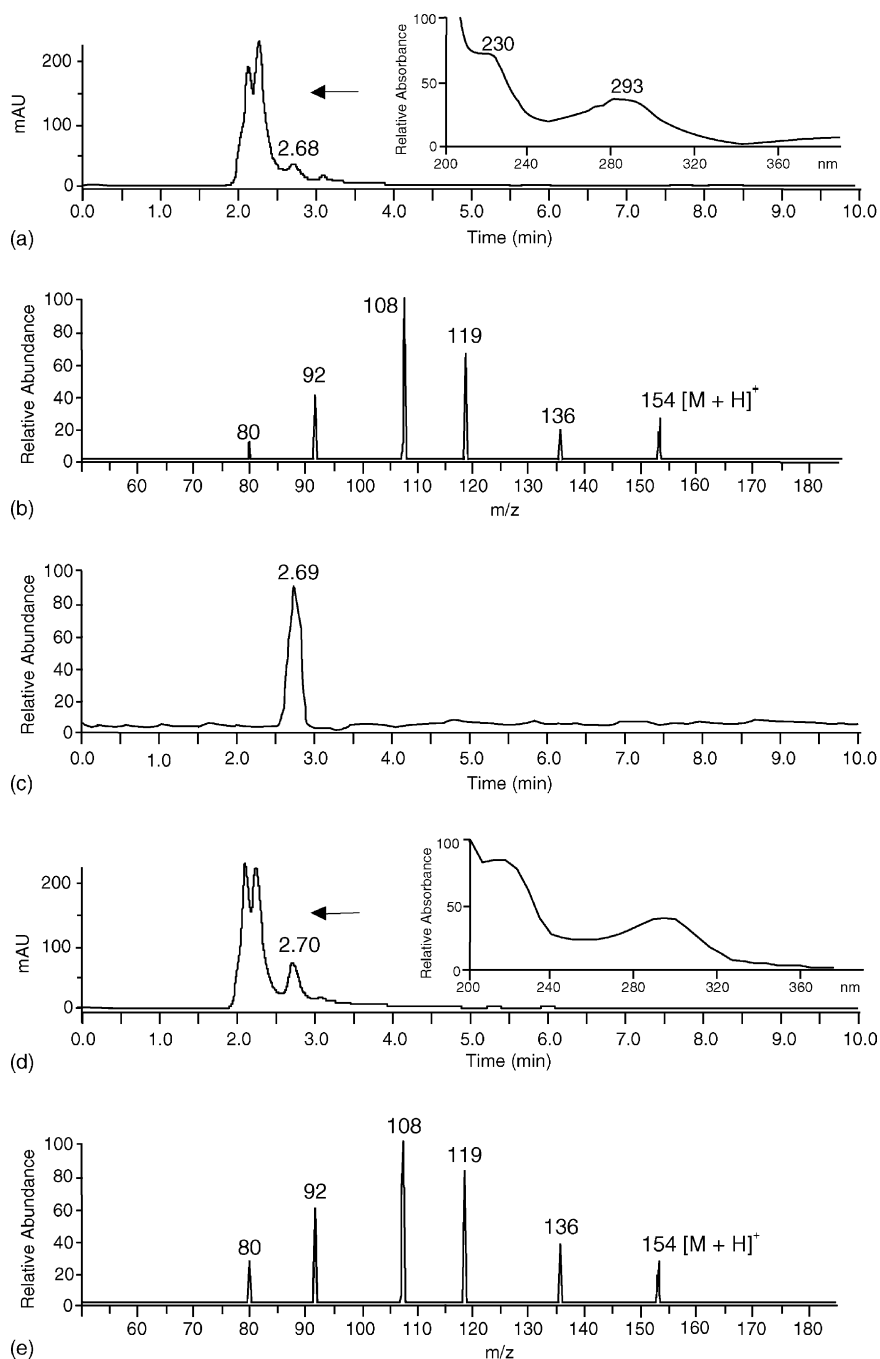 200
100
0
mAU
2.68
0.0 1.0 2.0 3.0 4.0 5.0 6.0 7.0 8.0 9.0 10.0
Time (min)
100
50
0
Relative Absorbance
230
293
200 240 280 320 360 nm
(a)
100
80
60
40
20
0
Relative Abundance
80
92
108
119
136
154 [M + H]+
60 70 80 90 100 110 120 130 140 150 160 170 180
m/z
(b)
100
80
60
40
20
0
Relative Abundance
2.69
0.0 1.0 2.0 3.0 4.0 5.0 6.0 7.0 8.0 9.0 10.0
Time (min)
(c)
200
100
0
mAU
2.70
0.0 1.0 2.0 3.0 4.0 5.0 6.0 7.0 8.0 9.0 10.0
Time (min)
100
50
0
Relative Absorbance
200 240 280 320 360 nm
(d)
100
80
60
40
20
0
Relative Abundance
80
92
108
119
136
154 [M + H]+
60 70 80 90 100 110 120 130 140 150 160 170 180
m/z
(e)